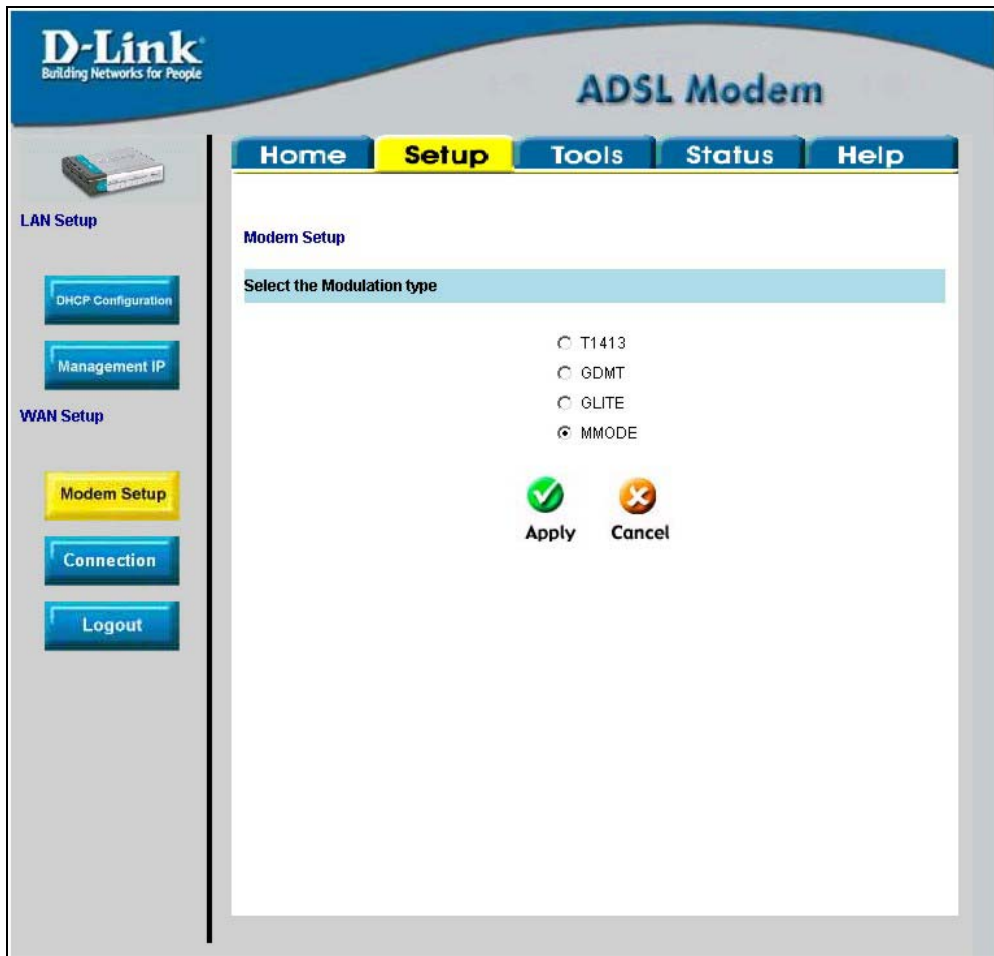 D-Link
Building Networks for People
ADSL Modem
Home Setup Tools Status Help
LAN Setup
DHCP Configuration
Management IP
WAN Setup
Modem Setup
Connection
Logout
Modem Setup
Select the Modulation type
T1413
GDMT
GLITE
MMODE
Apply Cancel